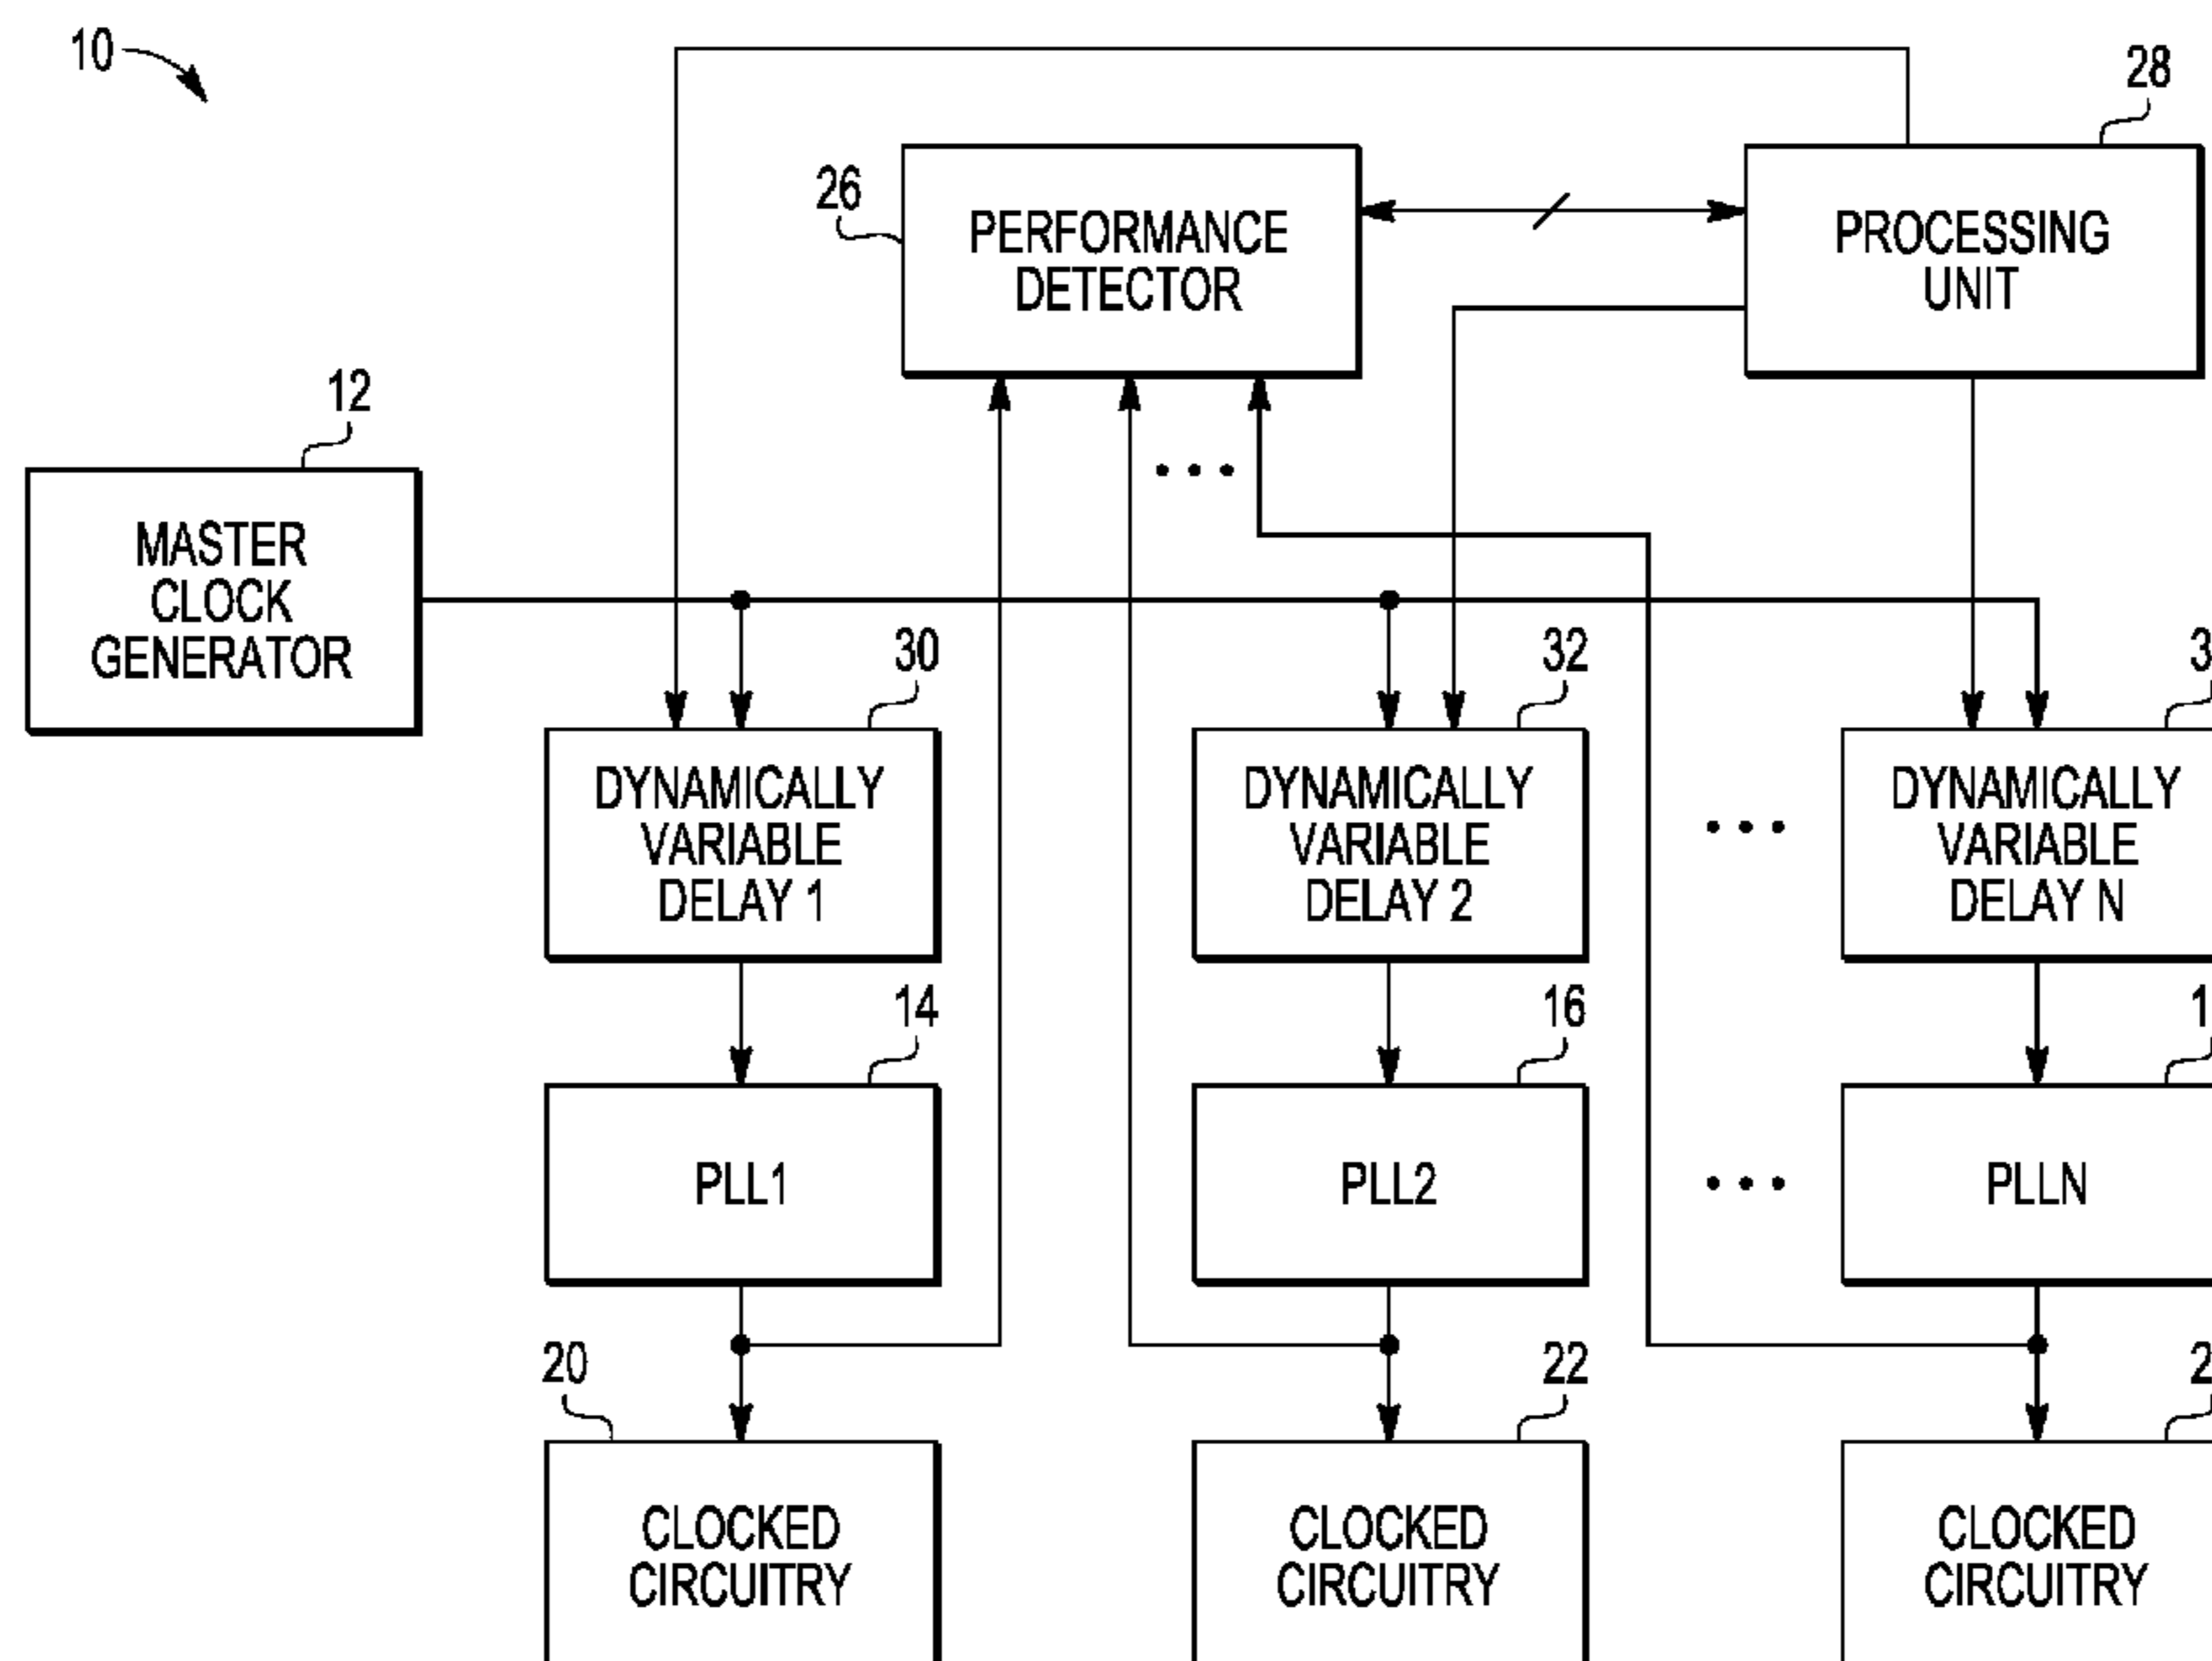 10
28
26
PERFORMANCE
DETECTOR
PROCESSING
UNIT
12
MASTER
CLOCK
GENERATOR
30
32
DYNAMICALLY
VARIABLE
DELAY 1
DYNAMICALLY
VARIABLE
DELAY 2
DYNAMICALLY
VARIABLE
DELAY N
14
16
PLL1
PLL2
PLLN
20
22
CLOCKED
CIRCUITRY
CLOCKED
CIRCUITRY
CLOCKED
CIRCUITRY